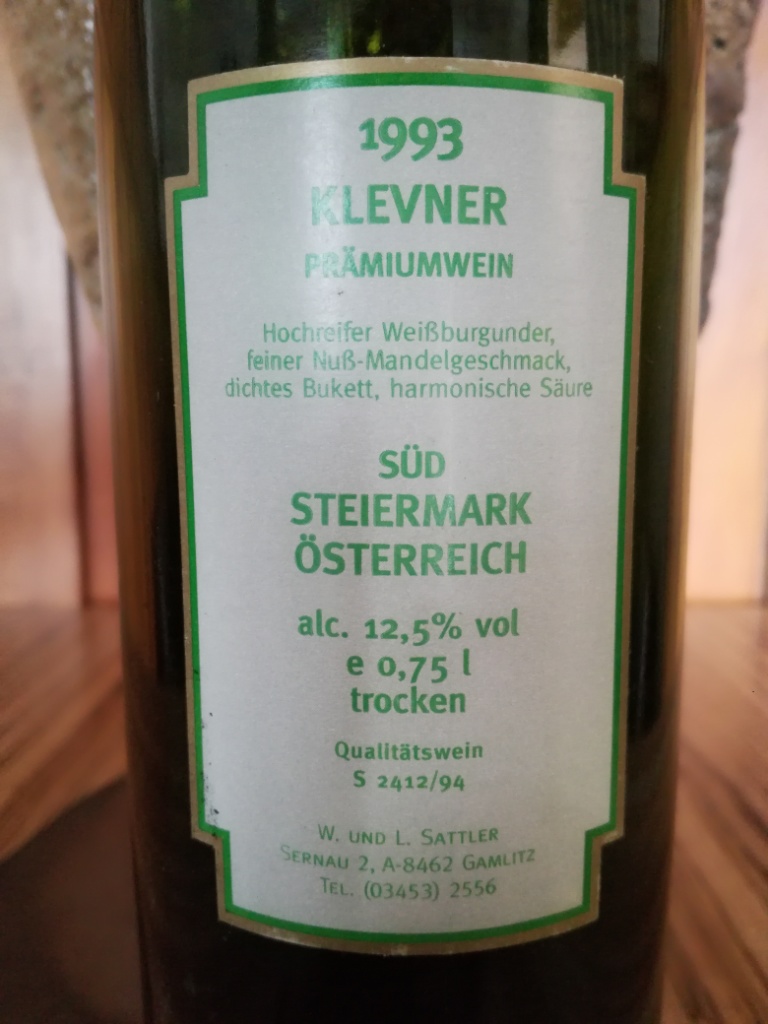 1993
KLEVNER
PRÄMIUMWEIN
Hochreifer Weißburgunder,
feiner Nuß-Mandelgeschmack,
dichtes Bukett, harmonische Säure
SÜD
STEIERMARK
ÖSTERREICH
alc. 12,5% vol
e 0,75 l
trocken
Qualitätswein
S 2412/94
W. UND L. SATTLER
SERNAU 2, A-8462 GAMLITZ
TEL. (03453) 2556